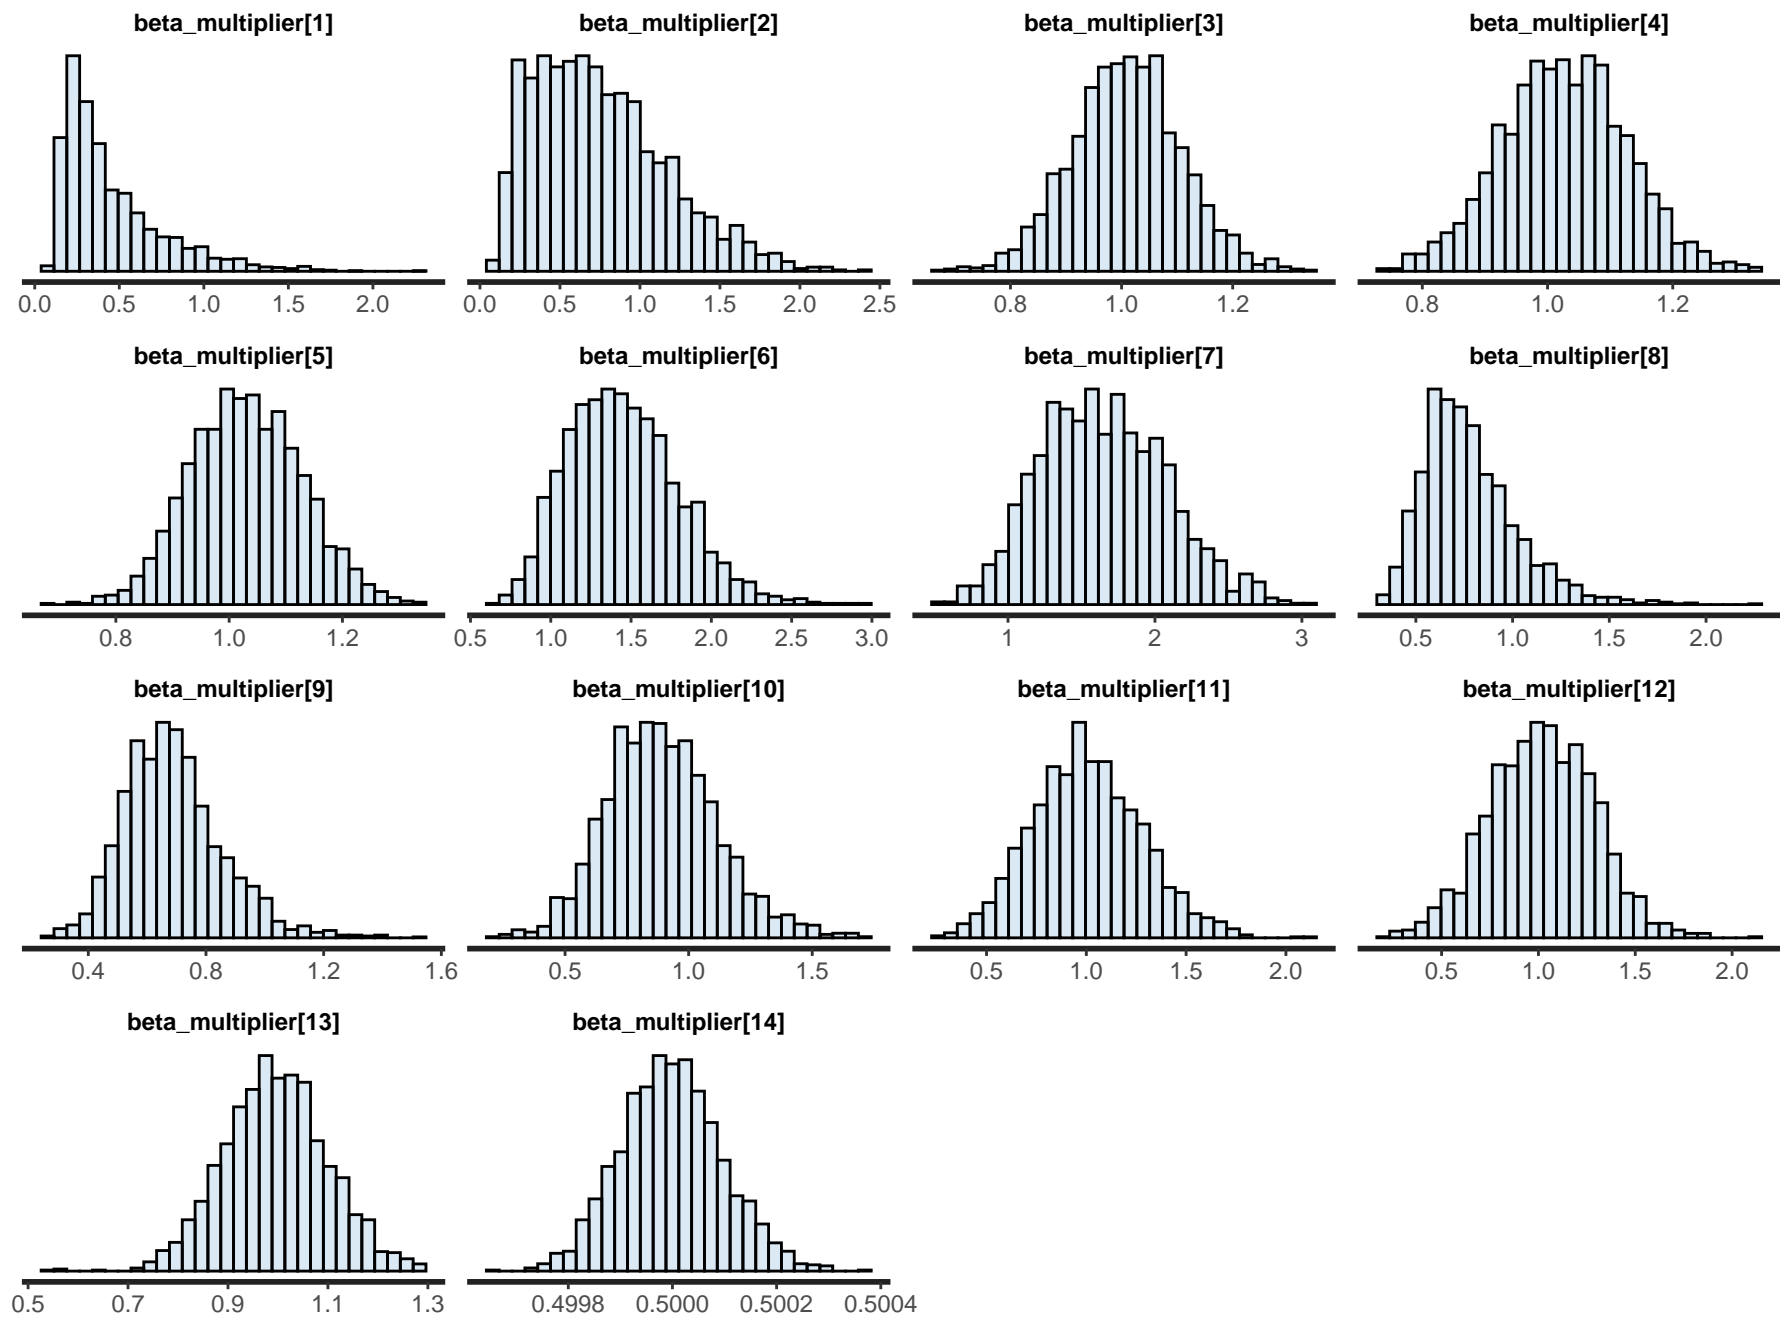 beta_multiplier[1] beta_multiplier[2] beta_multiplier[3] beta_multiplier[4]
0.0 0.5 1.0 1.5 2.0 0.0 0.5 1.0 1.5 2.0 2.5 0.8 1.0 1.2 0.8 1.0 1.2
beta_multiplier[5] beta_multiplier[6] beta_multiplier[7] beta_multiplier[8]
0.8 1.0 1.2 0.5 1.0 1.5 2.0 2.5 3.0 1 2 3 0.5 1.0 1.5 2.0
beta_multiplier[9] beta_multiplier[10] beta_multiplier[11] beta_multiplier[12]
0.4 0.8 1.2 1.6 0.5 1.0 1.5 0.5 1.0 1.5 2.0 0.5 1.0 1.5 2.0
beta_multiplier[13] beta_multiplier[14]
0.5 0.7 0.9 1.1 1.3 0.4998 0.5000 0.5002 0.5004